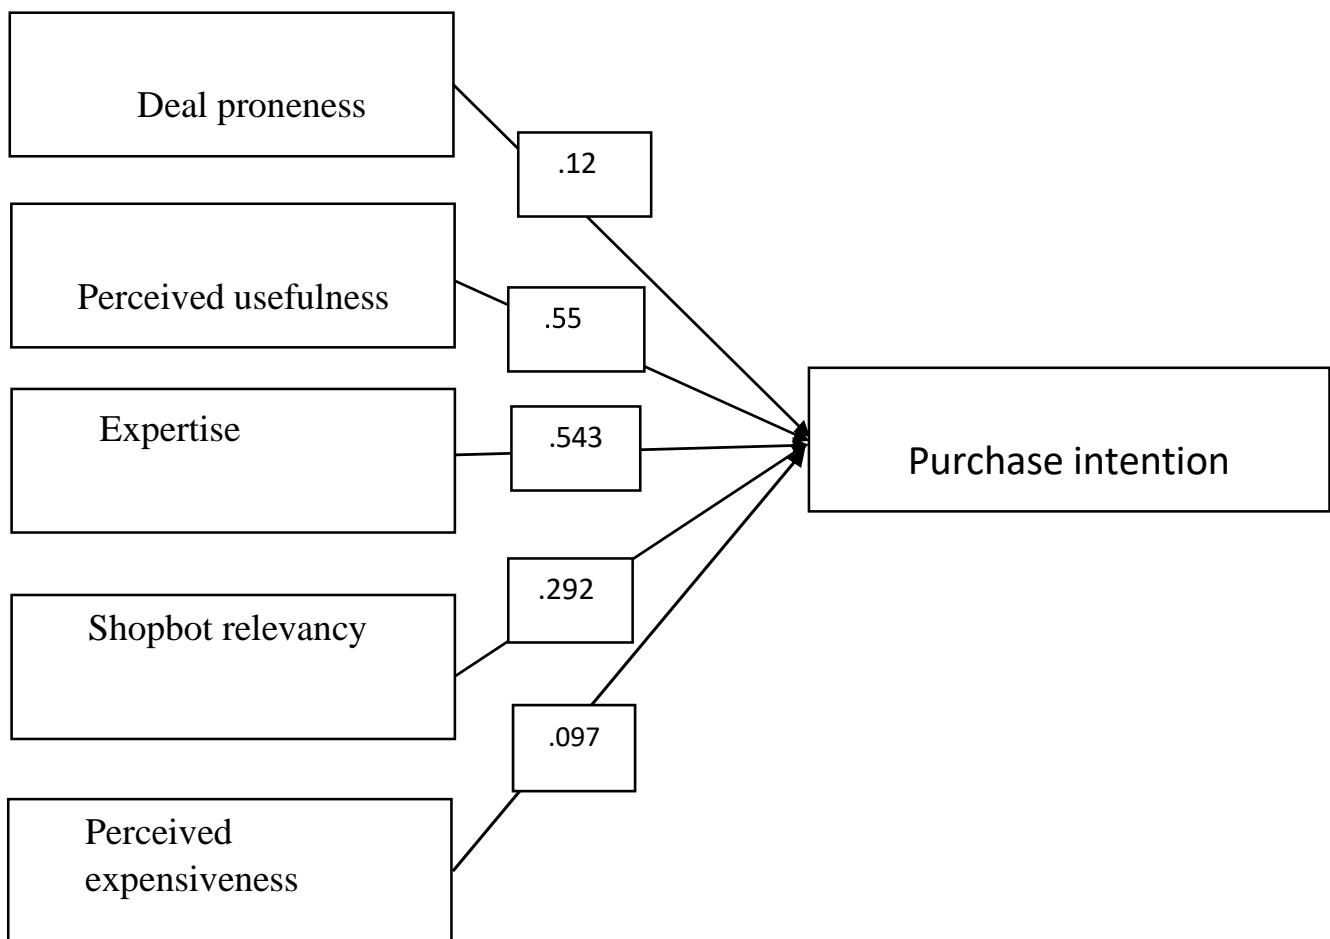 Deal proneness
.12
Perceived usefulness
.55
Expertise
.543
Purchase intention
Shopbot relevancy
.292
Perceived
expensiveness
.097